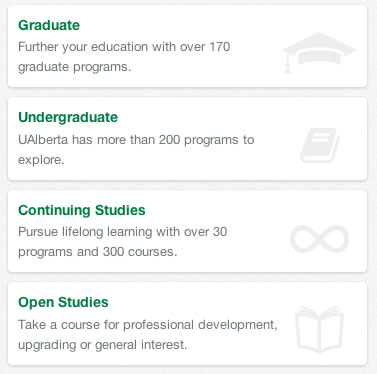 Graduate
Further your education with over 170
graduate programs.
Undergraduate
UAlberta has more than 200 programs to
explore.
Continuing Studies
Pursue lifelong learning with over 30
programs and 300 courses.
Open Studies
Take a course for professional development,
upgrading or general interest.